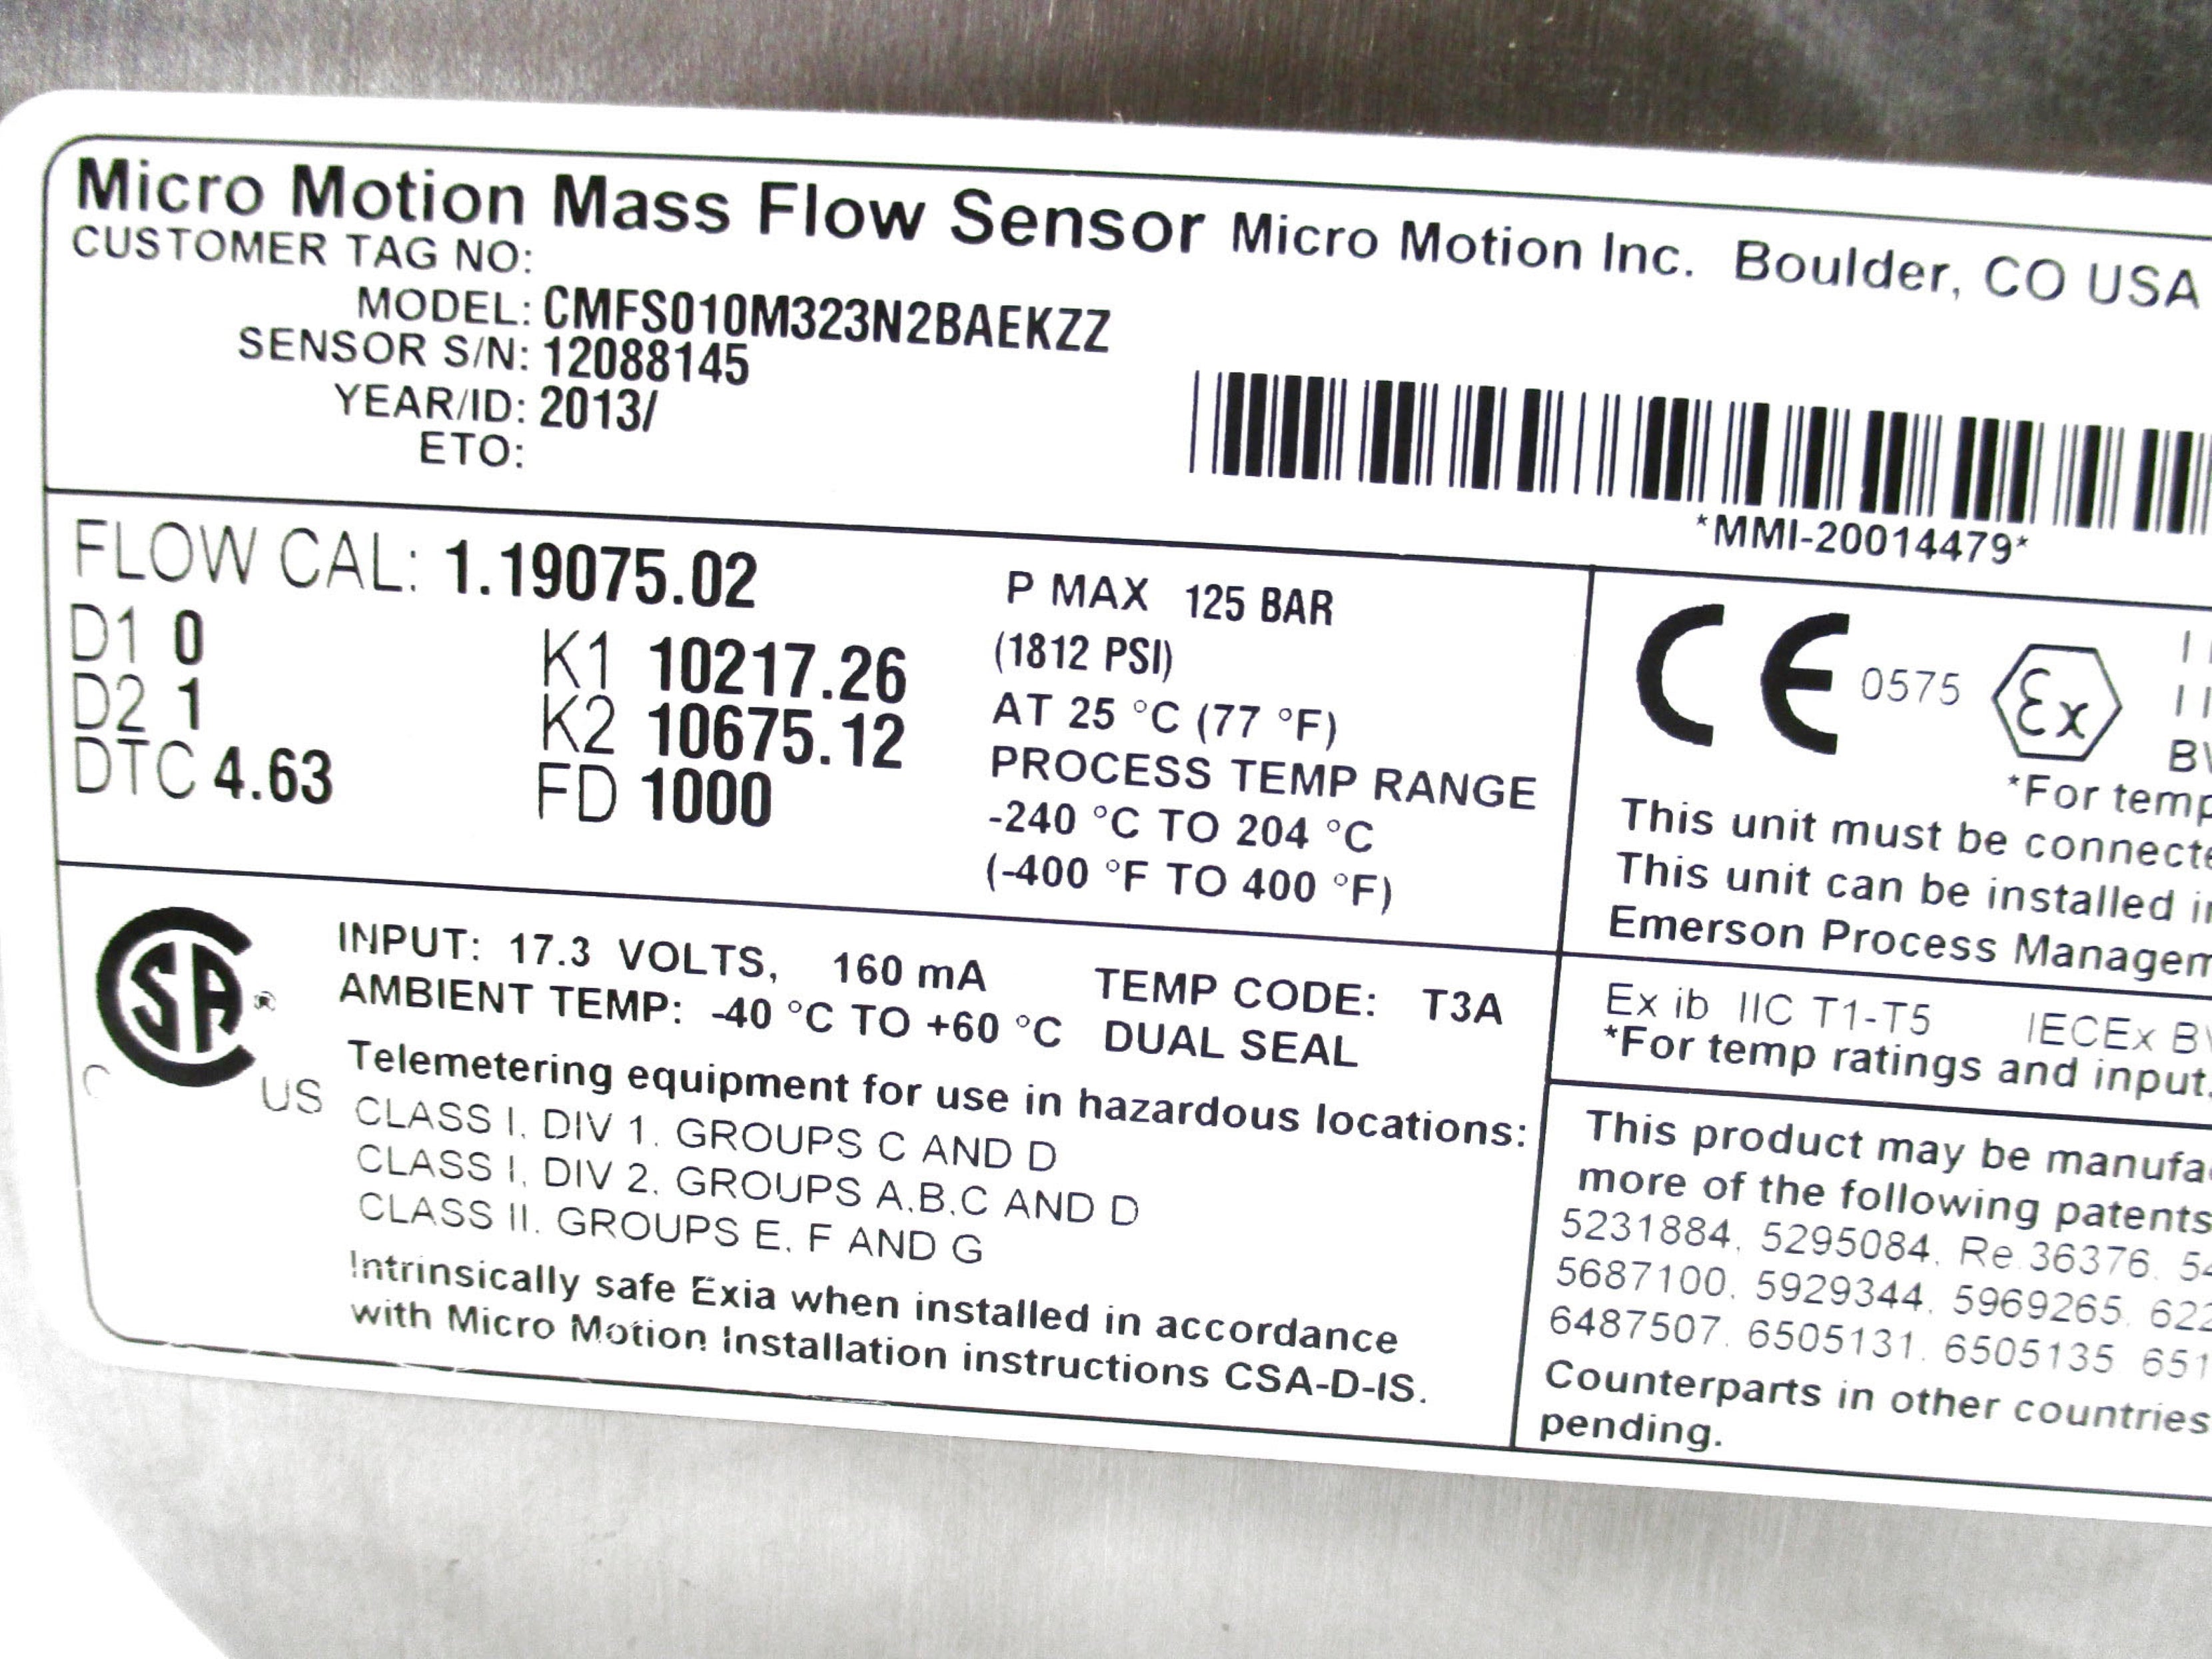 Micro Motion Mass Flow Sensor Micro Motion Inc. Boulder, CO USA
CUSTOMER TAG NO:
MODEL: CMFS010M323N2BAEKZZ
SENSOR S/N: 12088145
YEAR/ID: 2013/
ETO:
*MMI-20014479*
FLOW CAL: 1.19075.02
D1 0
D2 1
DTC 4.63
K1 10217.26
K2 10675.12
FD 1000
P MAX 125 BAR
(1812 PSI)
AT 25 °C (77 °F)
PROCESS TEMP RANGE
-240 °C TO 204 °C
(-400 °F TO 400 °F)
CE 0575 Ex
*For temp
This unit must be connecte
This unit can be installed
Emerson Process Managem
CSA® C US
INPUT: 17.3 VOLTS, 160 mA TEMP CODE: T3A
AMBIENT TEMP: -40 °C TO +60 °C DUAL SEAL
Telemetering equipment for use in hazardous locations:
CLASS I, DIV 1, GROUPS C AND D
CLASS I, DIV 2, GROUPS A,B,C AND D
CLASS II, GROUPS E, F AND G
Intrinsically safe Exia when installed in accordance
with Micro Motion Installation instructions CSA-D-IS.
Ex ib IIC T1-T5 IECEx
*For temp ratings and input.
This product may be manufa
more of the following patents
5231884, 5295084, Re.36376, 54
5687100, 5929344, 5969265, 622
6487507, 6505131, 6505135, 651
Counterparts in other countries
pending.